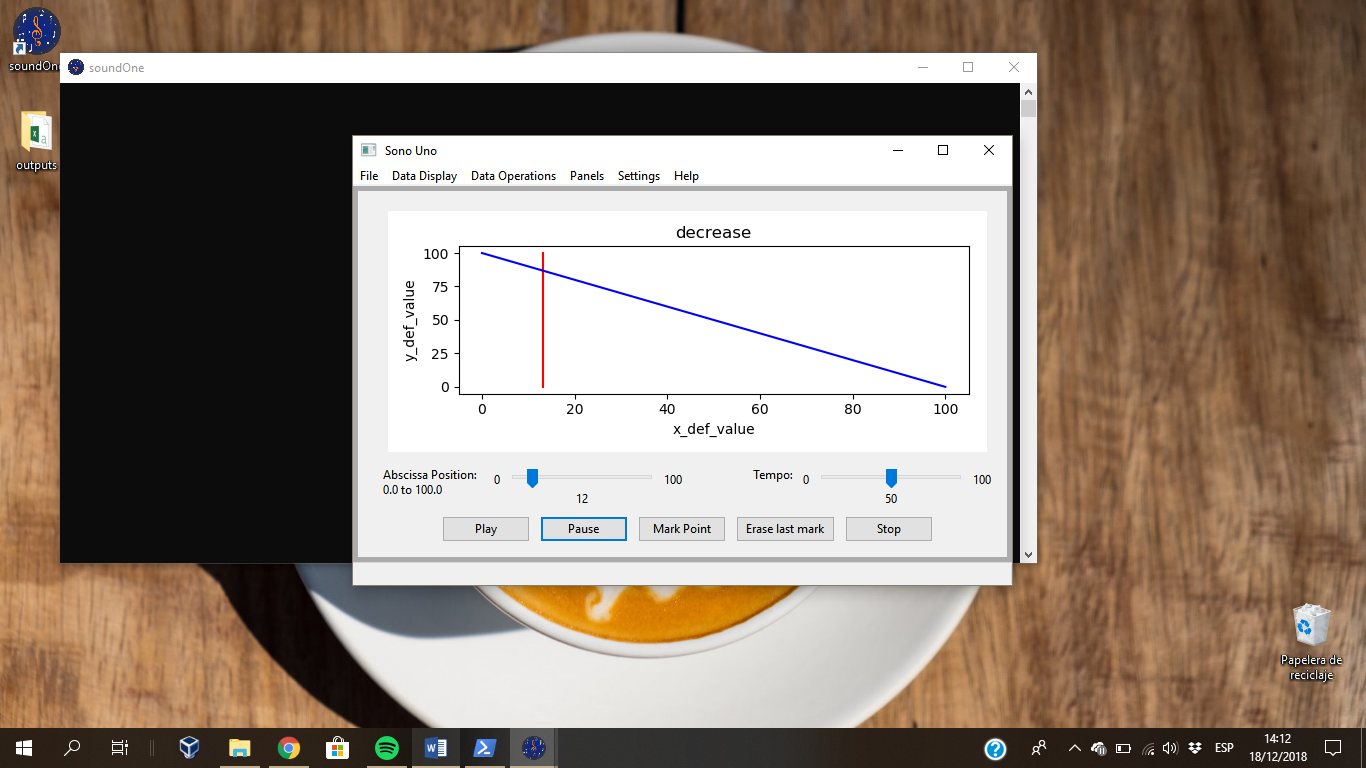 soundOne
soundOne
outputs
Sono Uno
File Data Display Data Operations Panels Settings Help
decrease
100
75
50
25
0
y_def_value
0 20 40 60 80 100
x_def_value
Abscissa Position: 0 100
0.0 to 100.0
12
Tempo: 0 100
50
Play Pause Mark Point Erase last mark Stop
Papelera de
reciclaje
ESP
14:12
18/12/2018